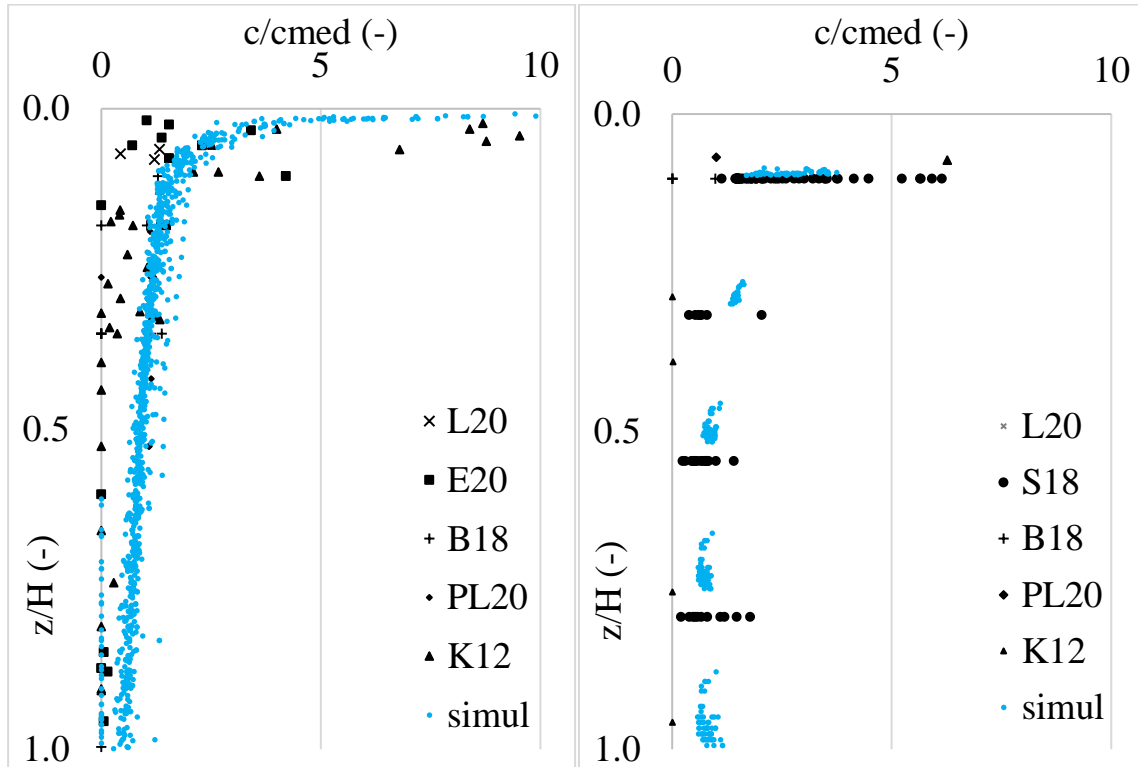 c/cmed (-)
0 5 10
0.0
0.5
1.0
z/H (-)
L20
E20
B18
PL20
K12
simul
c/cmed (-)
0 5 10
0.0
0.5
1.0
z/H (-)
L20
S18
B18
PL20
K12
simul